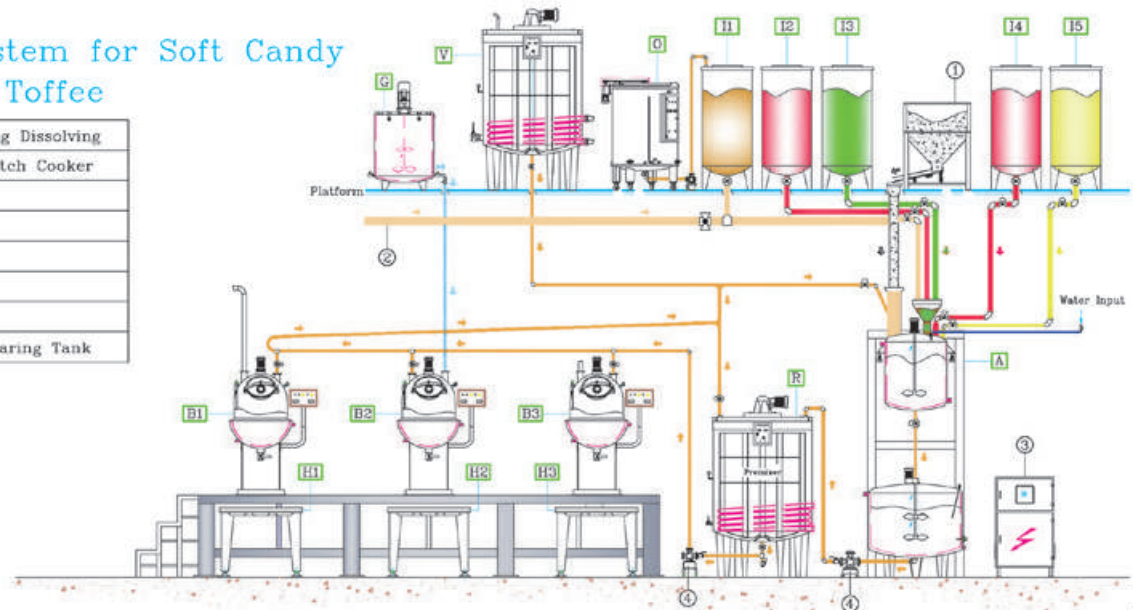 stem for Soft Candy
Toffee
g Dissolving
tch Cooker
aring Tank
G
V
O
I1
I2
I3
1
I4
I5
Platform
2
Water Input
A
B1
B2
B3
R
3
H1
H2
H3
Premixer
4
4